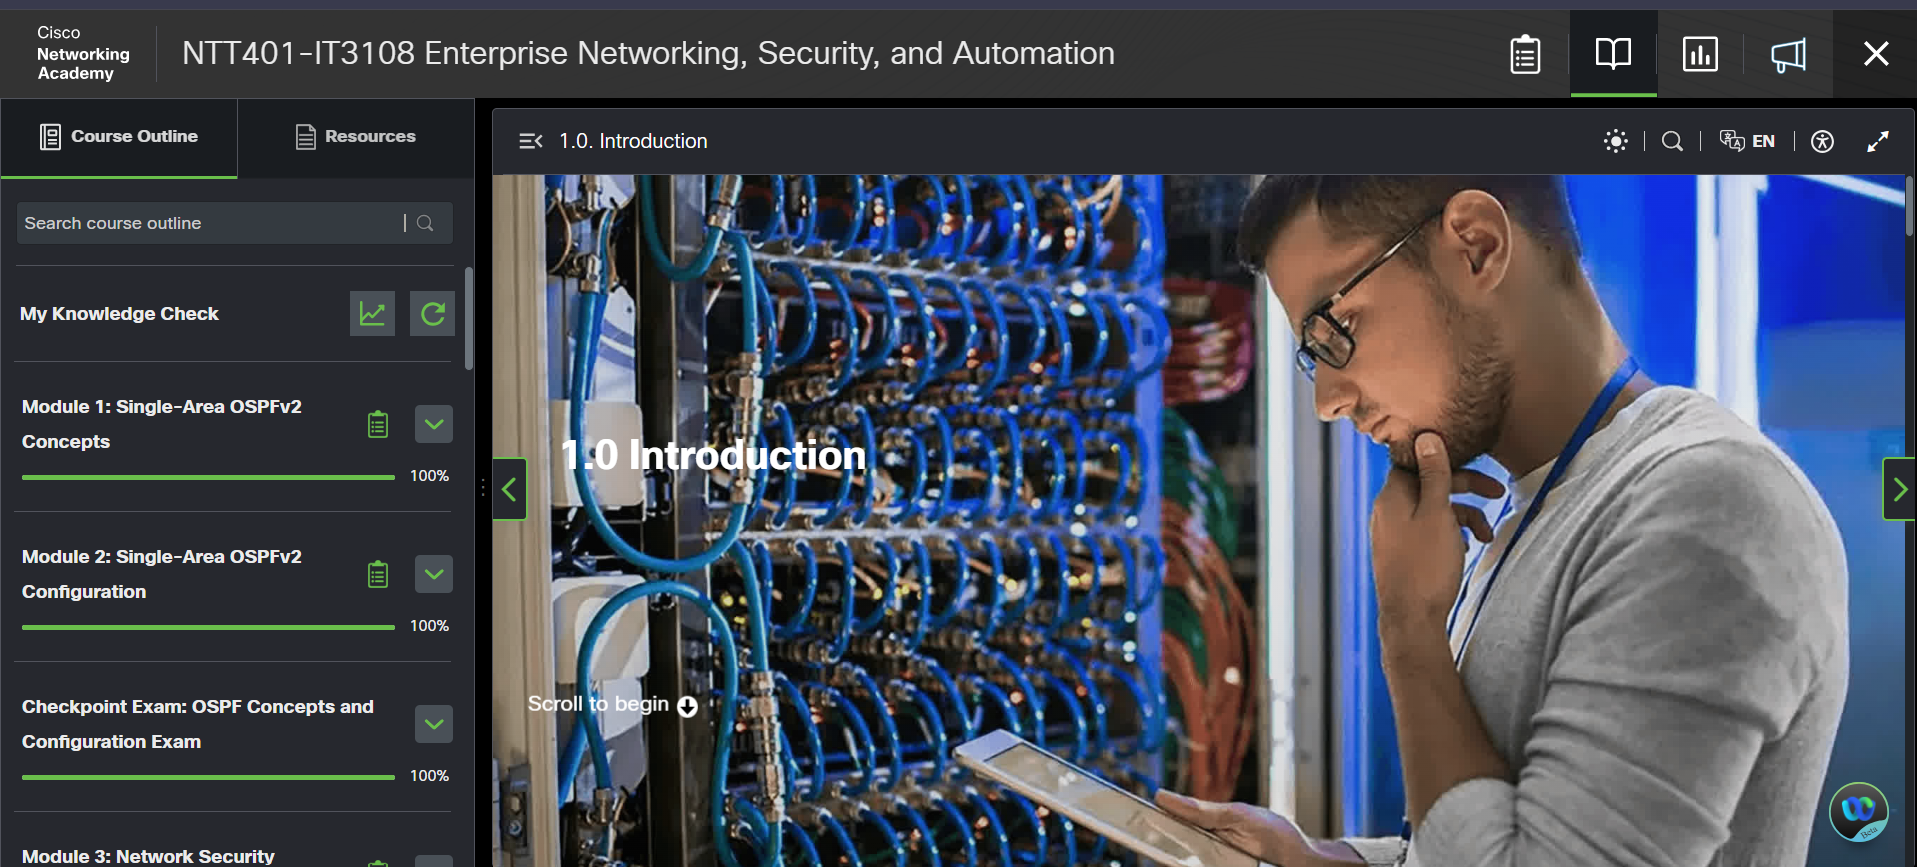 Cisco
Networking
Academy
NTT401-IT3108 Enterprise Networking, Security, and Automation
Course Outline
Resources
1.0. Introduction
EN
Search course outline
My Knowledge Check
Module 1: Single-Area OSPFv2
Concepts
100%
Module 2: Single-Area OSPFv2
Configuration
100%
Checkpoint Exam: OSPF Concepts and
Configuration Exam
100%
Module 3: Network Security
1.0 Introduction
Scroll to begin
Beta